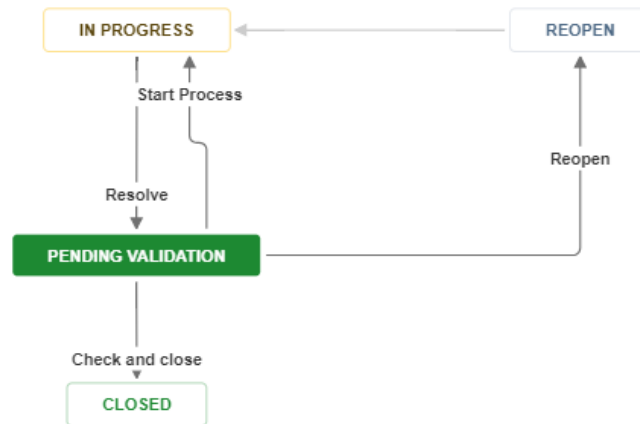 IN PROGRESS
REOPEN
Start Process
Reopen
Resolve
PENDING VALIDATION
Check and close
CLOSED